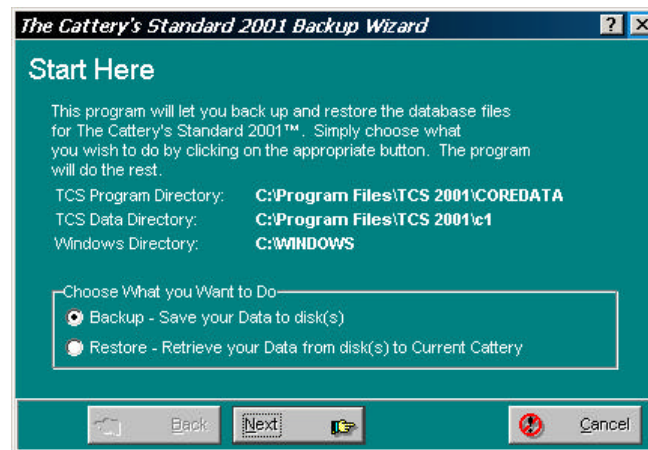 The Cattery's Standard 2001 Backup Wizard
Start Here
This program will let you back up and restore the database files
for The Cattery's Standard 2001™. Simply choose what
you wish to do by clicking on the appropriate button. The program
will do the rest.
TCS Program Directory: C:\Program Files\TCS 2001\COREDATA
TCS Data Directory: C:\Program Files\TCS 2001\c1
Windows Directory: C:\WINDOWS
Choose What you Want to Do
Backup - Save your Data to disk(s)
Restore - Retrieve your Data from disk(s) to Current Cattery
Back Next Cancel